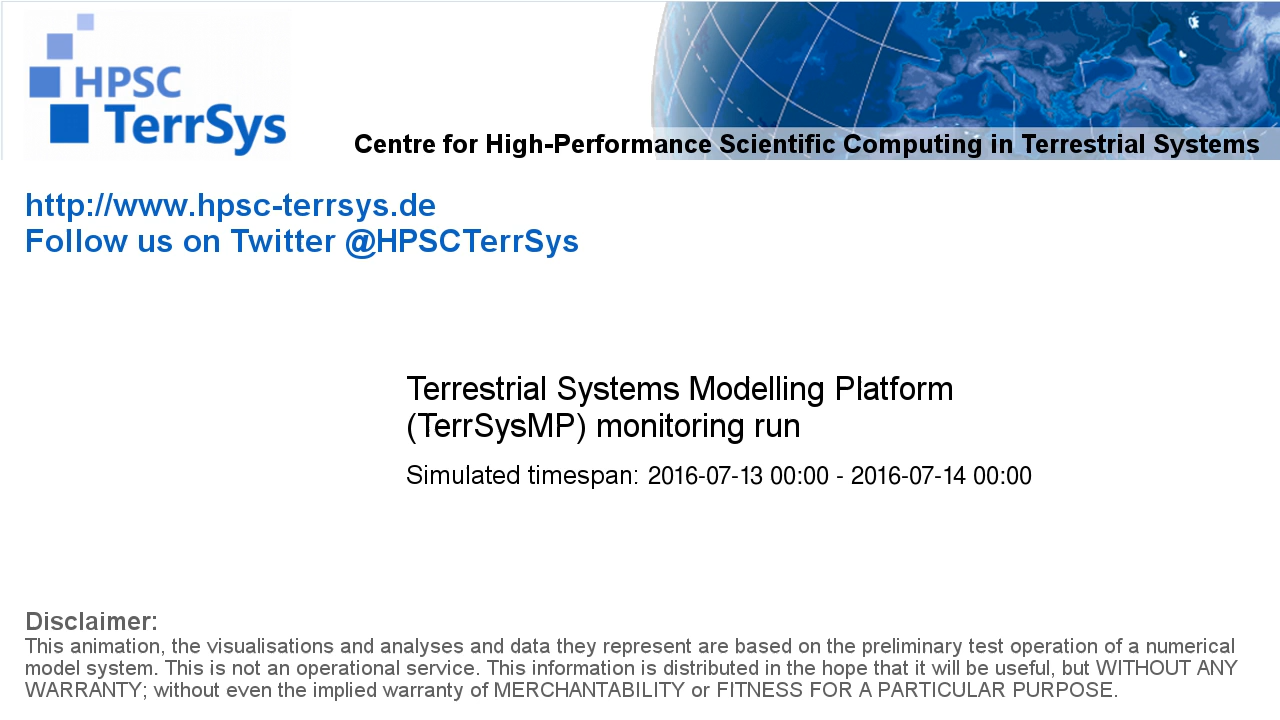 HPSC
TerrSys
Centre for High-Performance Scientific Computing in Terrestrial Systems
http://www.hpsc-terrsys.de
Follow us on Twitter @HPSCTerrSys
Terrestrial Systems Modelling Platform
(TerrSysMP) monitoring run
Simulated timespan: 2016-07-13 00:00 - 2016-07-14 00:00
Disclaimer:
This animation, the visualisations and analyses and data they represent are based on the preliminary test operation of a numerical
model system. This is not an operational service. This information is distributed in the hope that it will be useful, but WITHOUT ANY
WARRANTY; without even the implied warranty of MERCHANTABILITY or FITNESS FOR A PARTICULAR PURPOSE.